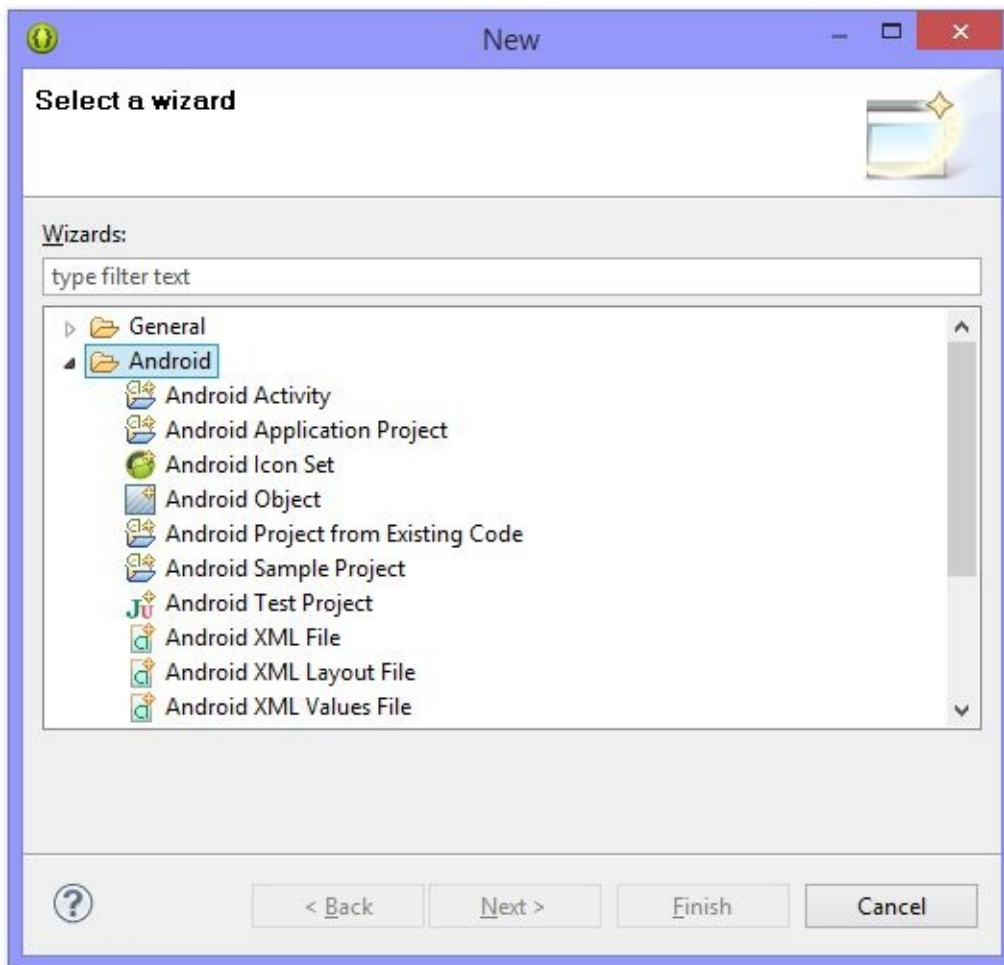 New
Select a wizard
Wizards:
type filter text
General
Android
Android Activity
Android Application Project
Android Icon Set
Android Object
Android Project from Existing Code
Android Sample Project
Ju Android Test Project
Android XML File
Android XML Layout File
Android XML Values File
? < Back Next > Finish Cancel